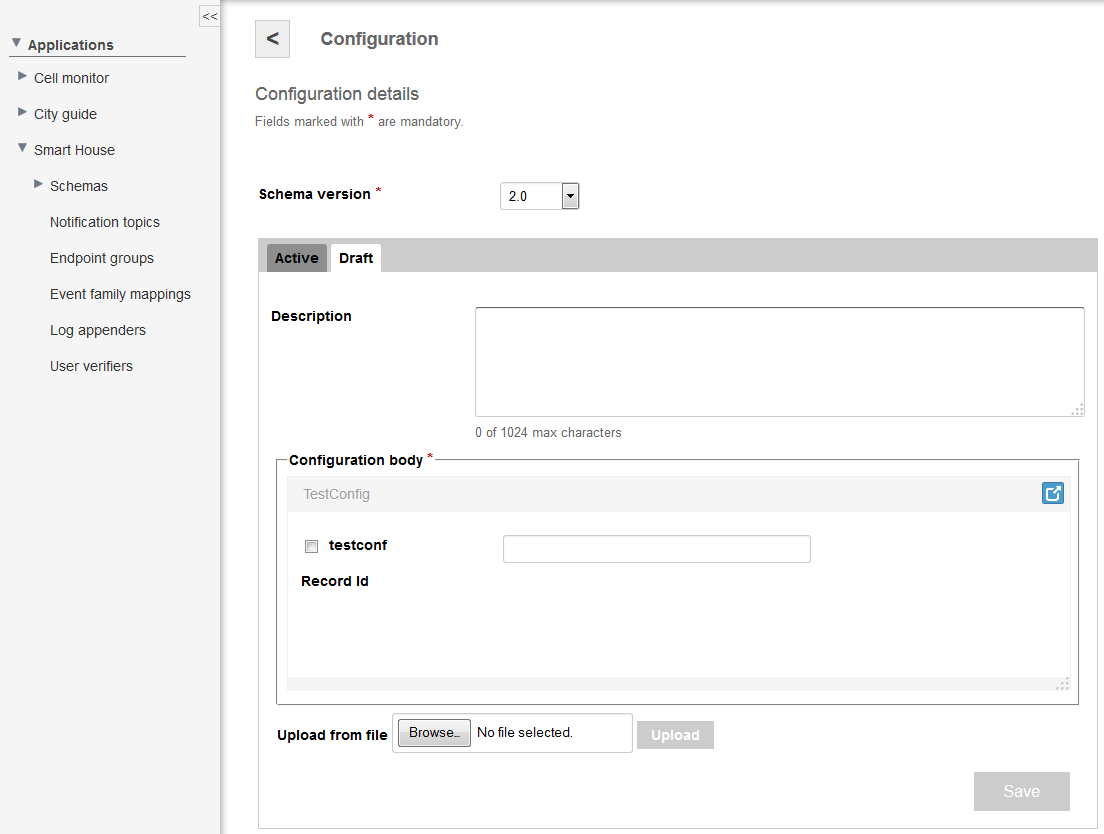 <<
Applications
Cell monitor
City guide
Smart House
Schemas
Notification topics
Endpoint groups
Event family mappings
Log appenders
User verifiers
< Configuration
Configuration details
Fields marked with * are mandatory.
Schema version * 2.0
Active Draft
Description
0 of 1024 max characters
Configuration body *
TestConfig
testconf
Record Id
Upload from file Browse... No file selected. Upload
Save